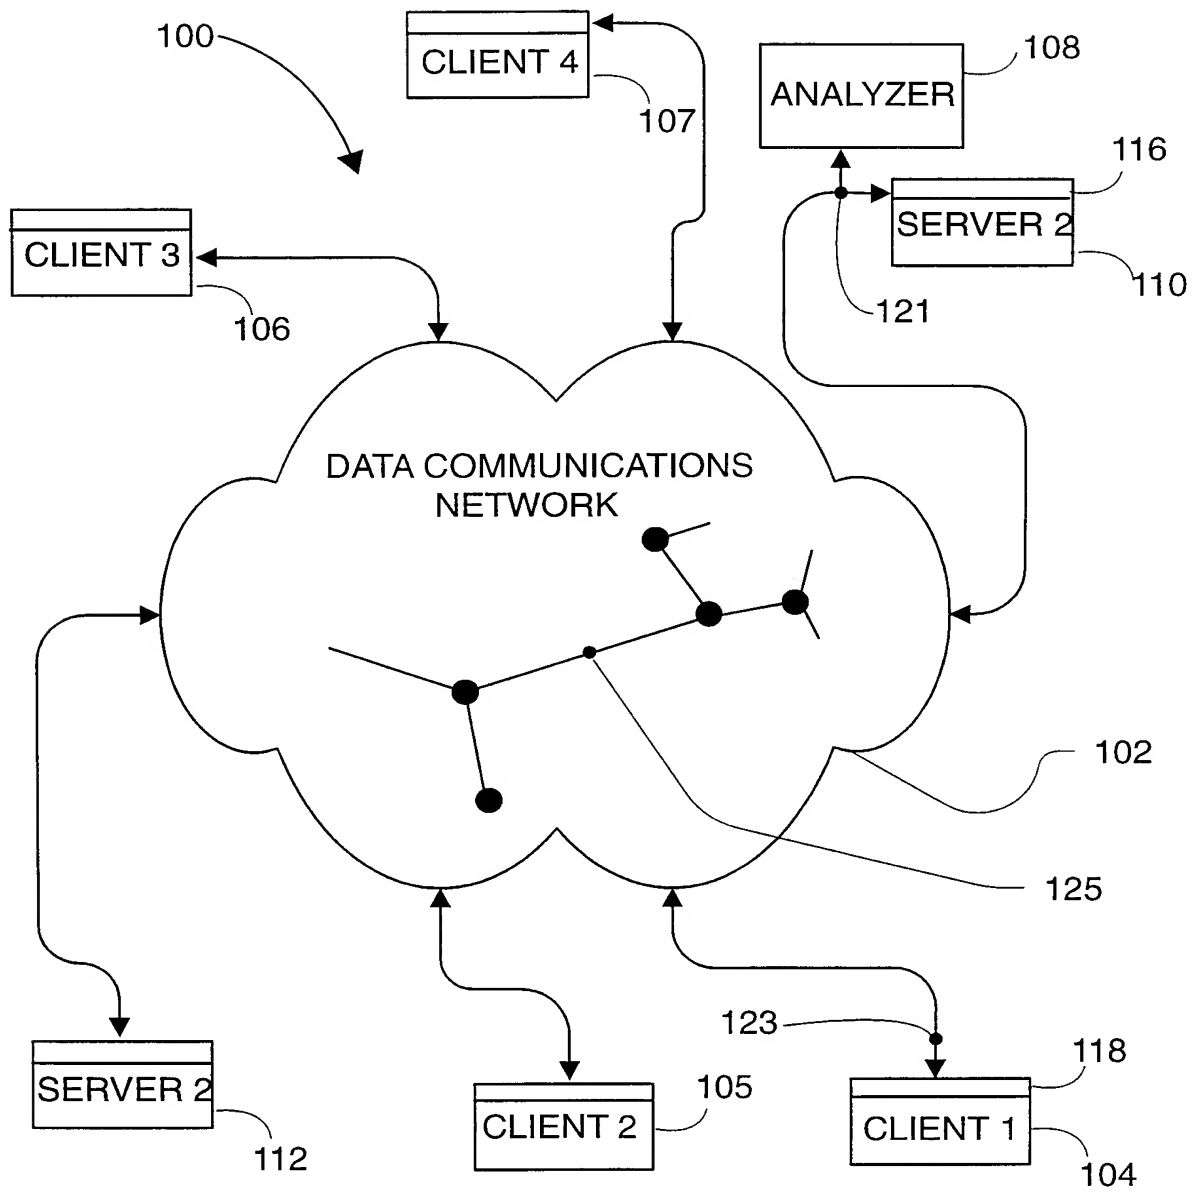 100
CLIENT 4
107
ANALYZER
108
116
SERVER 2
110
121
CLIENT 3
106
DATA COMMUNICATIONS
NETWORK
102
125
123
118
SERVER 2
112
CLIENT 2
105
CLIENT 1
104